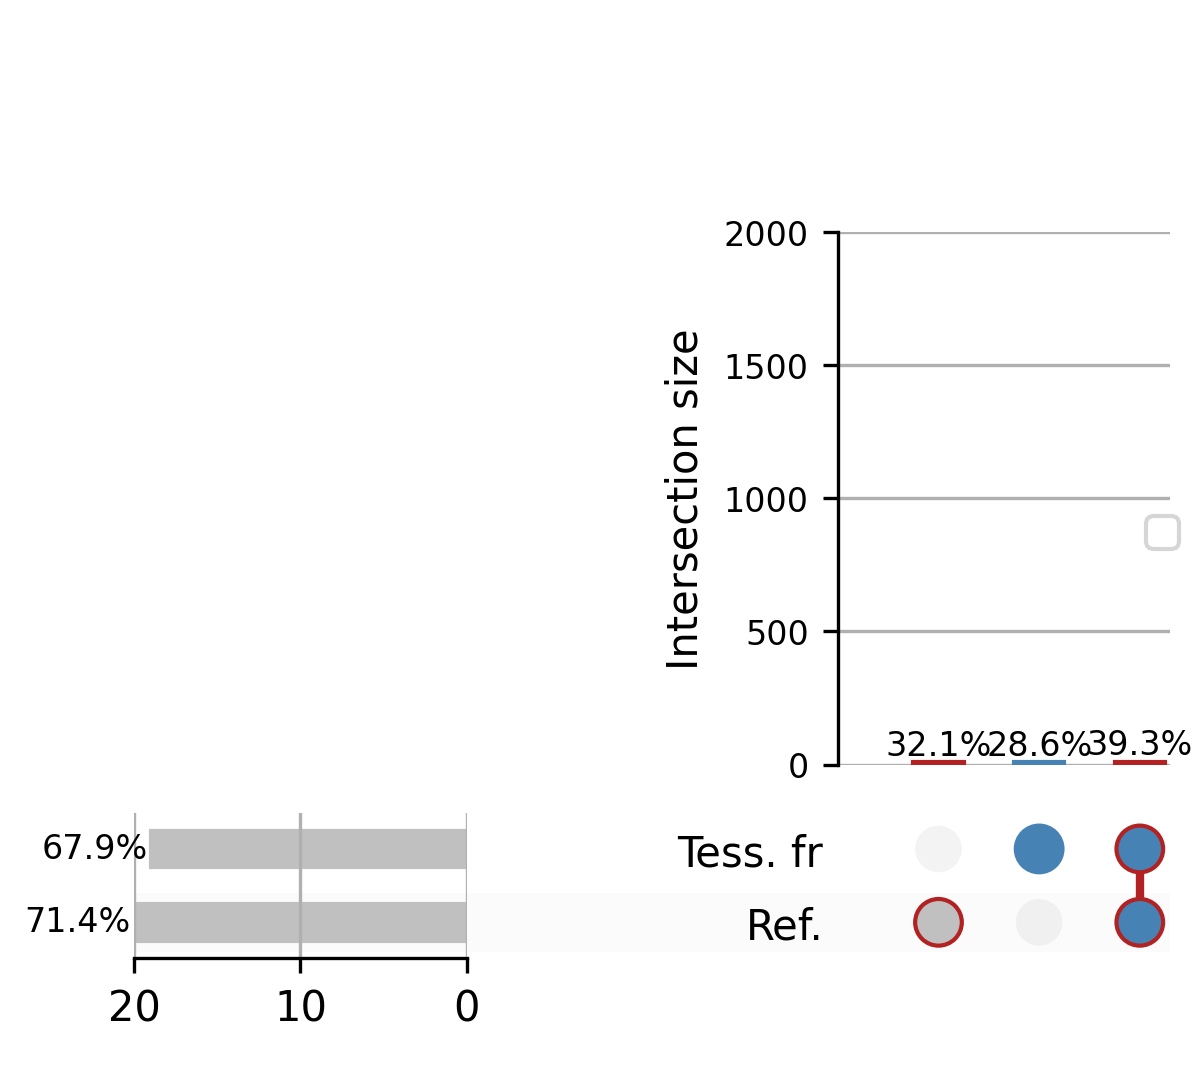 2000
1500
1000
500
0
Intersection size
32.1% 28.6% 39.3%
67.9%
71.4%
Tess. fr
Ref.
20 10 0